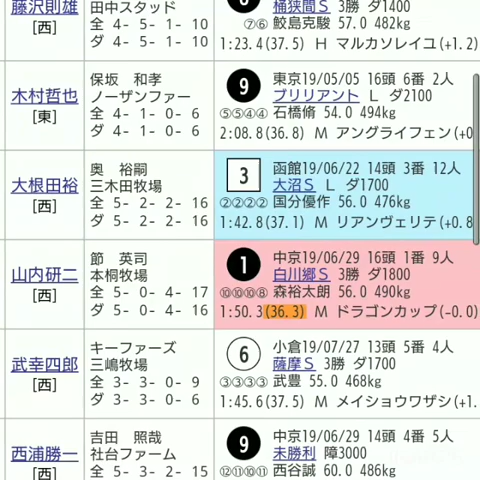 藤沢則雄
田中スタッド
全 4- 5- 1- 10
ダ 4- 5- 1- 10
桶狭間S 3勝 ダ1400
⑦⑥ 鮫島克駿 57.0 482kg
1:23.4(37.5) H マルカソレイユ(+1.2)
木村哲也
[東]
保坂 和孝
ノーザンファー
全 4- 1- 0- 6
ダ 4- 1- 0- 6
9
東京19/05/05 16頭 6番 2人
ブリリアント L ダ2100
⑤⑤④④ 石橋脩 54.0 494kg
2:08.8(36.8) M アングライフェン(+0
大根田裕
[西]
奥 裕嗣
三木田牧場
全 5- 2- 2- 16
ダ 5- 2- 2- 16
3
函館19/06/22 14頭 3番 12人
大沼S L ダ1700
②②②② 国分優作 56.0 476kg
1:42.8(37.1) M リアンヴェリテ(+0.8
山内研二
[西]
節 英司
本桐牧場
全 5- 0- 4- 17
ダ 5- 0- 4- 16
1
中京19/06/29 16頭 1番 9人
白川郷S 3勝 ダ1800
⑩⑩⑩⑧ 森裕太朗 56.0 490kg
1:50.3(36.3) M ドラゴンカップ(-0.0)
武幸四郎
[西]
キーファーズ
三嶋牧場
全 3- 3- 0- 9
ダ 3- 3- 0- 6
6
小倉19/07/27 13頭 5番 4人
薩摩S 3勝 ダ1700
③③③③ 武豊 55.0 468kg
1:45.6(37.5) M メイショウワザシ(+1.
西浦勝一
[西]
吉田 照哉
社台ファーム
全 5- 3- 2- 15
9
中京19/06/29 14頭 4番 5人
未勝利 障3000
⑫⑪⑩⑪ 西谷誠 60.0 486kg